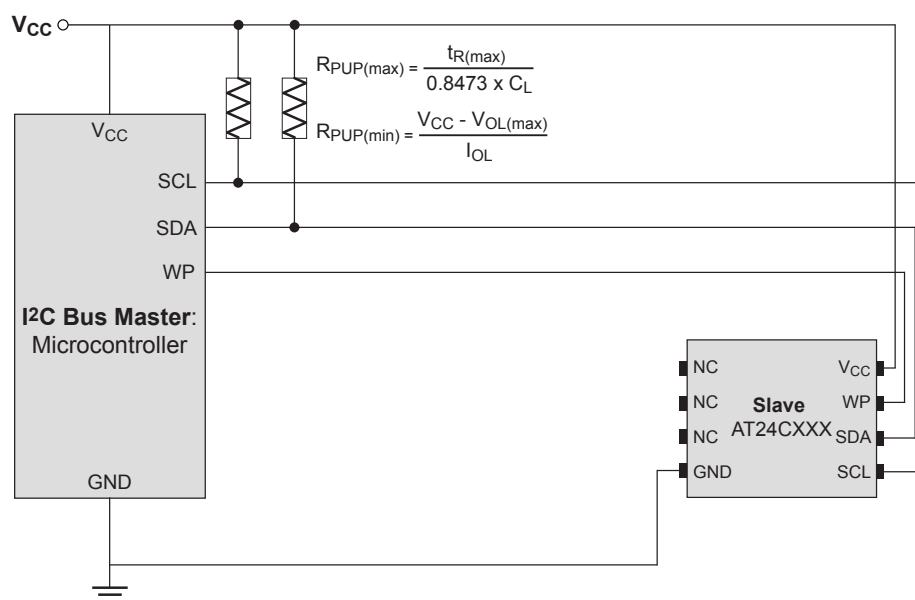 VCC
RPUP(max) = tR(max) / 0.8473 x CL
RPUP(min) = VCC - VOL(max) / IOL
VCC
SCL
SDA
WP
I2C Bus Master:
Microcontroller
GND
NC
NC
NC
GND
Slave
AT24CXXX
VCC
WP
SDA
SCL